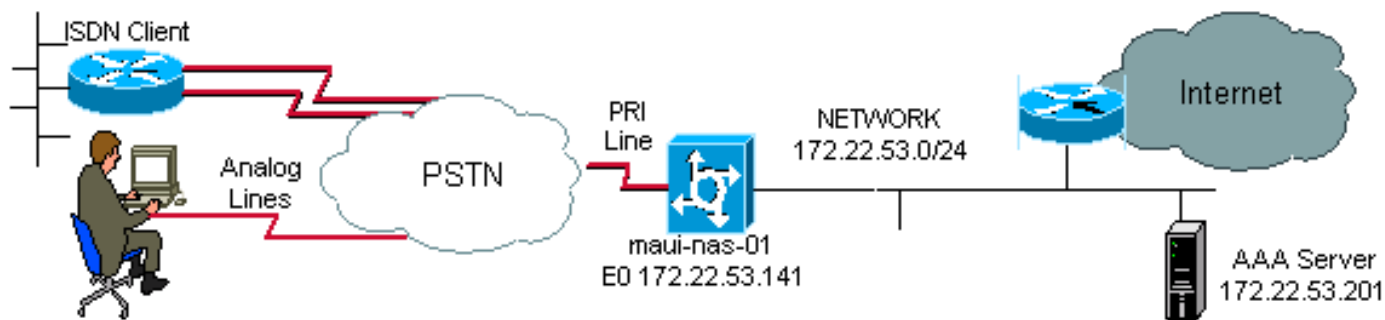 ISDN Client
Analog
Lines
PSTN
PRI
Line
maui-nas-01
E0 172.22.53.141
NETWORK
172.22.53.0/24
Internet
AAA Server
172.22.53.201